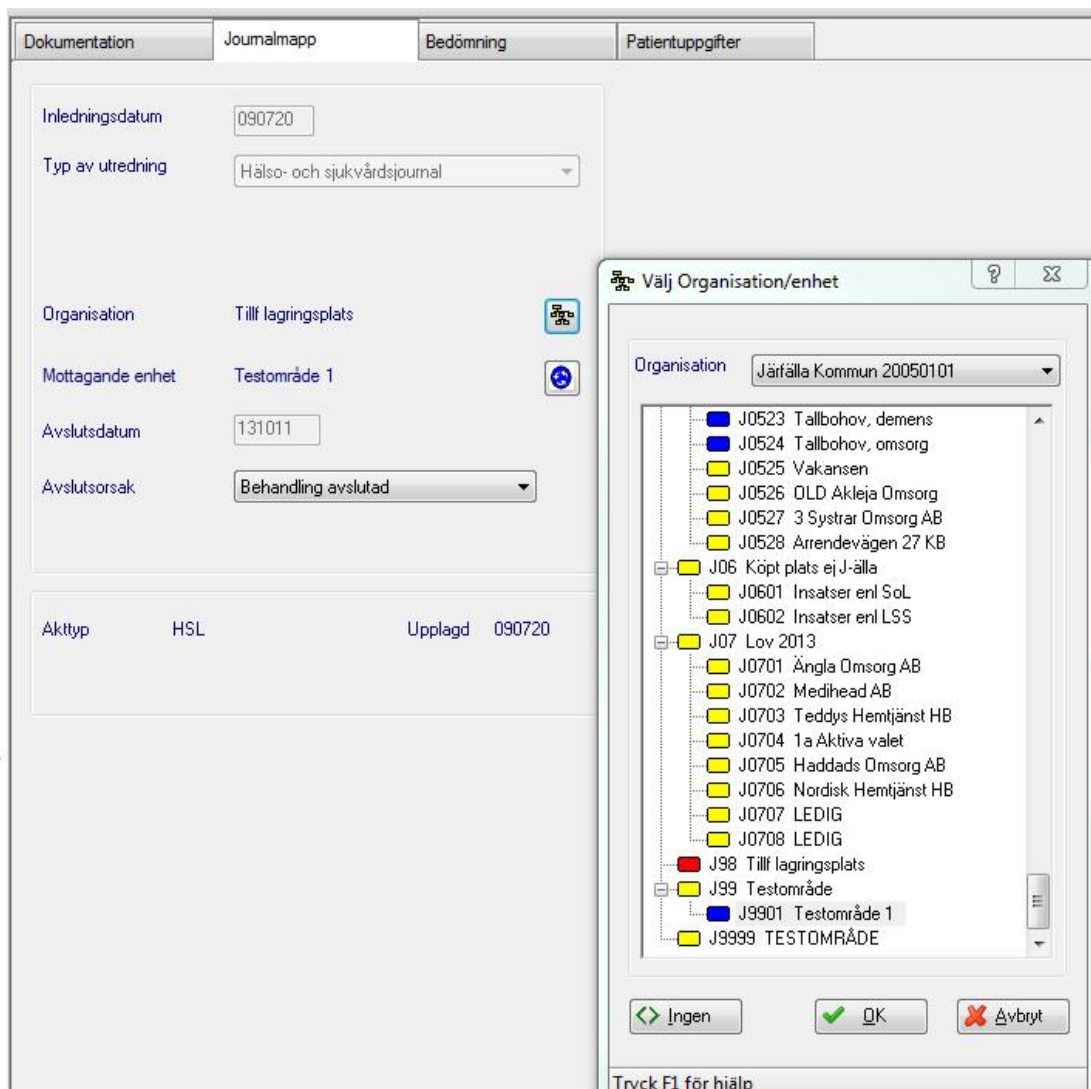 Dokumentation Journalmapp Bedömning Patientuppgifter
Inledningsdatum 090720
Typ av utredning Hälso- och sjukvårdsjournal
Organisation Tillf lagringsplats
Mottagande enhet Testområde 1
Avslutsdatum 131011
Avslutsorsak Behandling avslutad
Akttyp HSL Upplagd 090720
Välj Organisation/enhet
Organisation Järfälla Kommun 20050101
J0523 Tallbohov, demens
J0524 Tallbohov, omsorg
J0525 Vakansen
J0526 OLD Akleja Omsorg
J0527 3 Systrar Omsorg AB
J0528 Arrendevägen 27 KB
J06 Köpt plats ej J-älla
J0601 Insatser enl SoL
J0602 Insatser enl LSS
J07 Lov 2013
J0701 Ängla Omsorg AB
J0702 Medihead AB
J0703 Teddys Hemtjänst HB
J0704 1a Aktiva valet
J0705 Haddads Omsorg AB
J0706 Nordisk Hemtjänst HB
J0707 LEDIG
J0708 LEDIG
J98 Tillf lagringsplats
J99 Testområde
J9901 Testområde 1
J9999 TESTOMRÅDE
Ingen OK Avbryt
Tryck F1 för hjälp